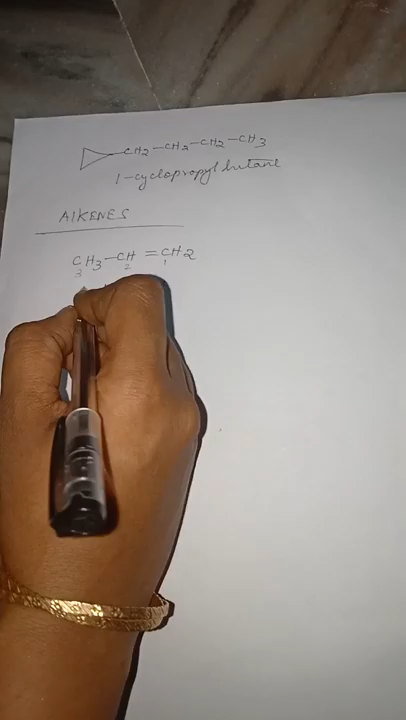 CH2-CH2-CH2-CH3
1-cyclopropyl butane
AlKENES
CH3-CH=CH2
3 2 1